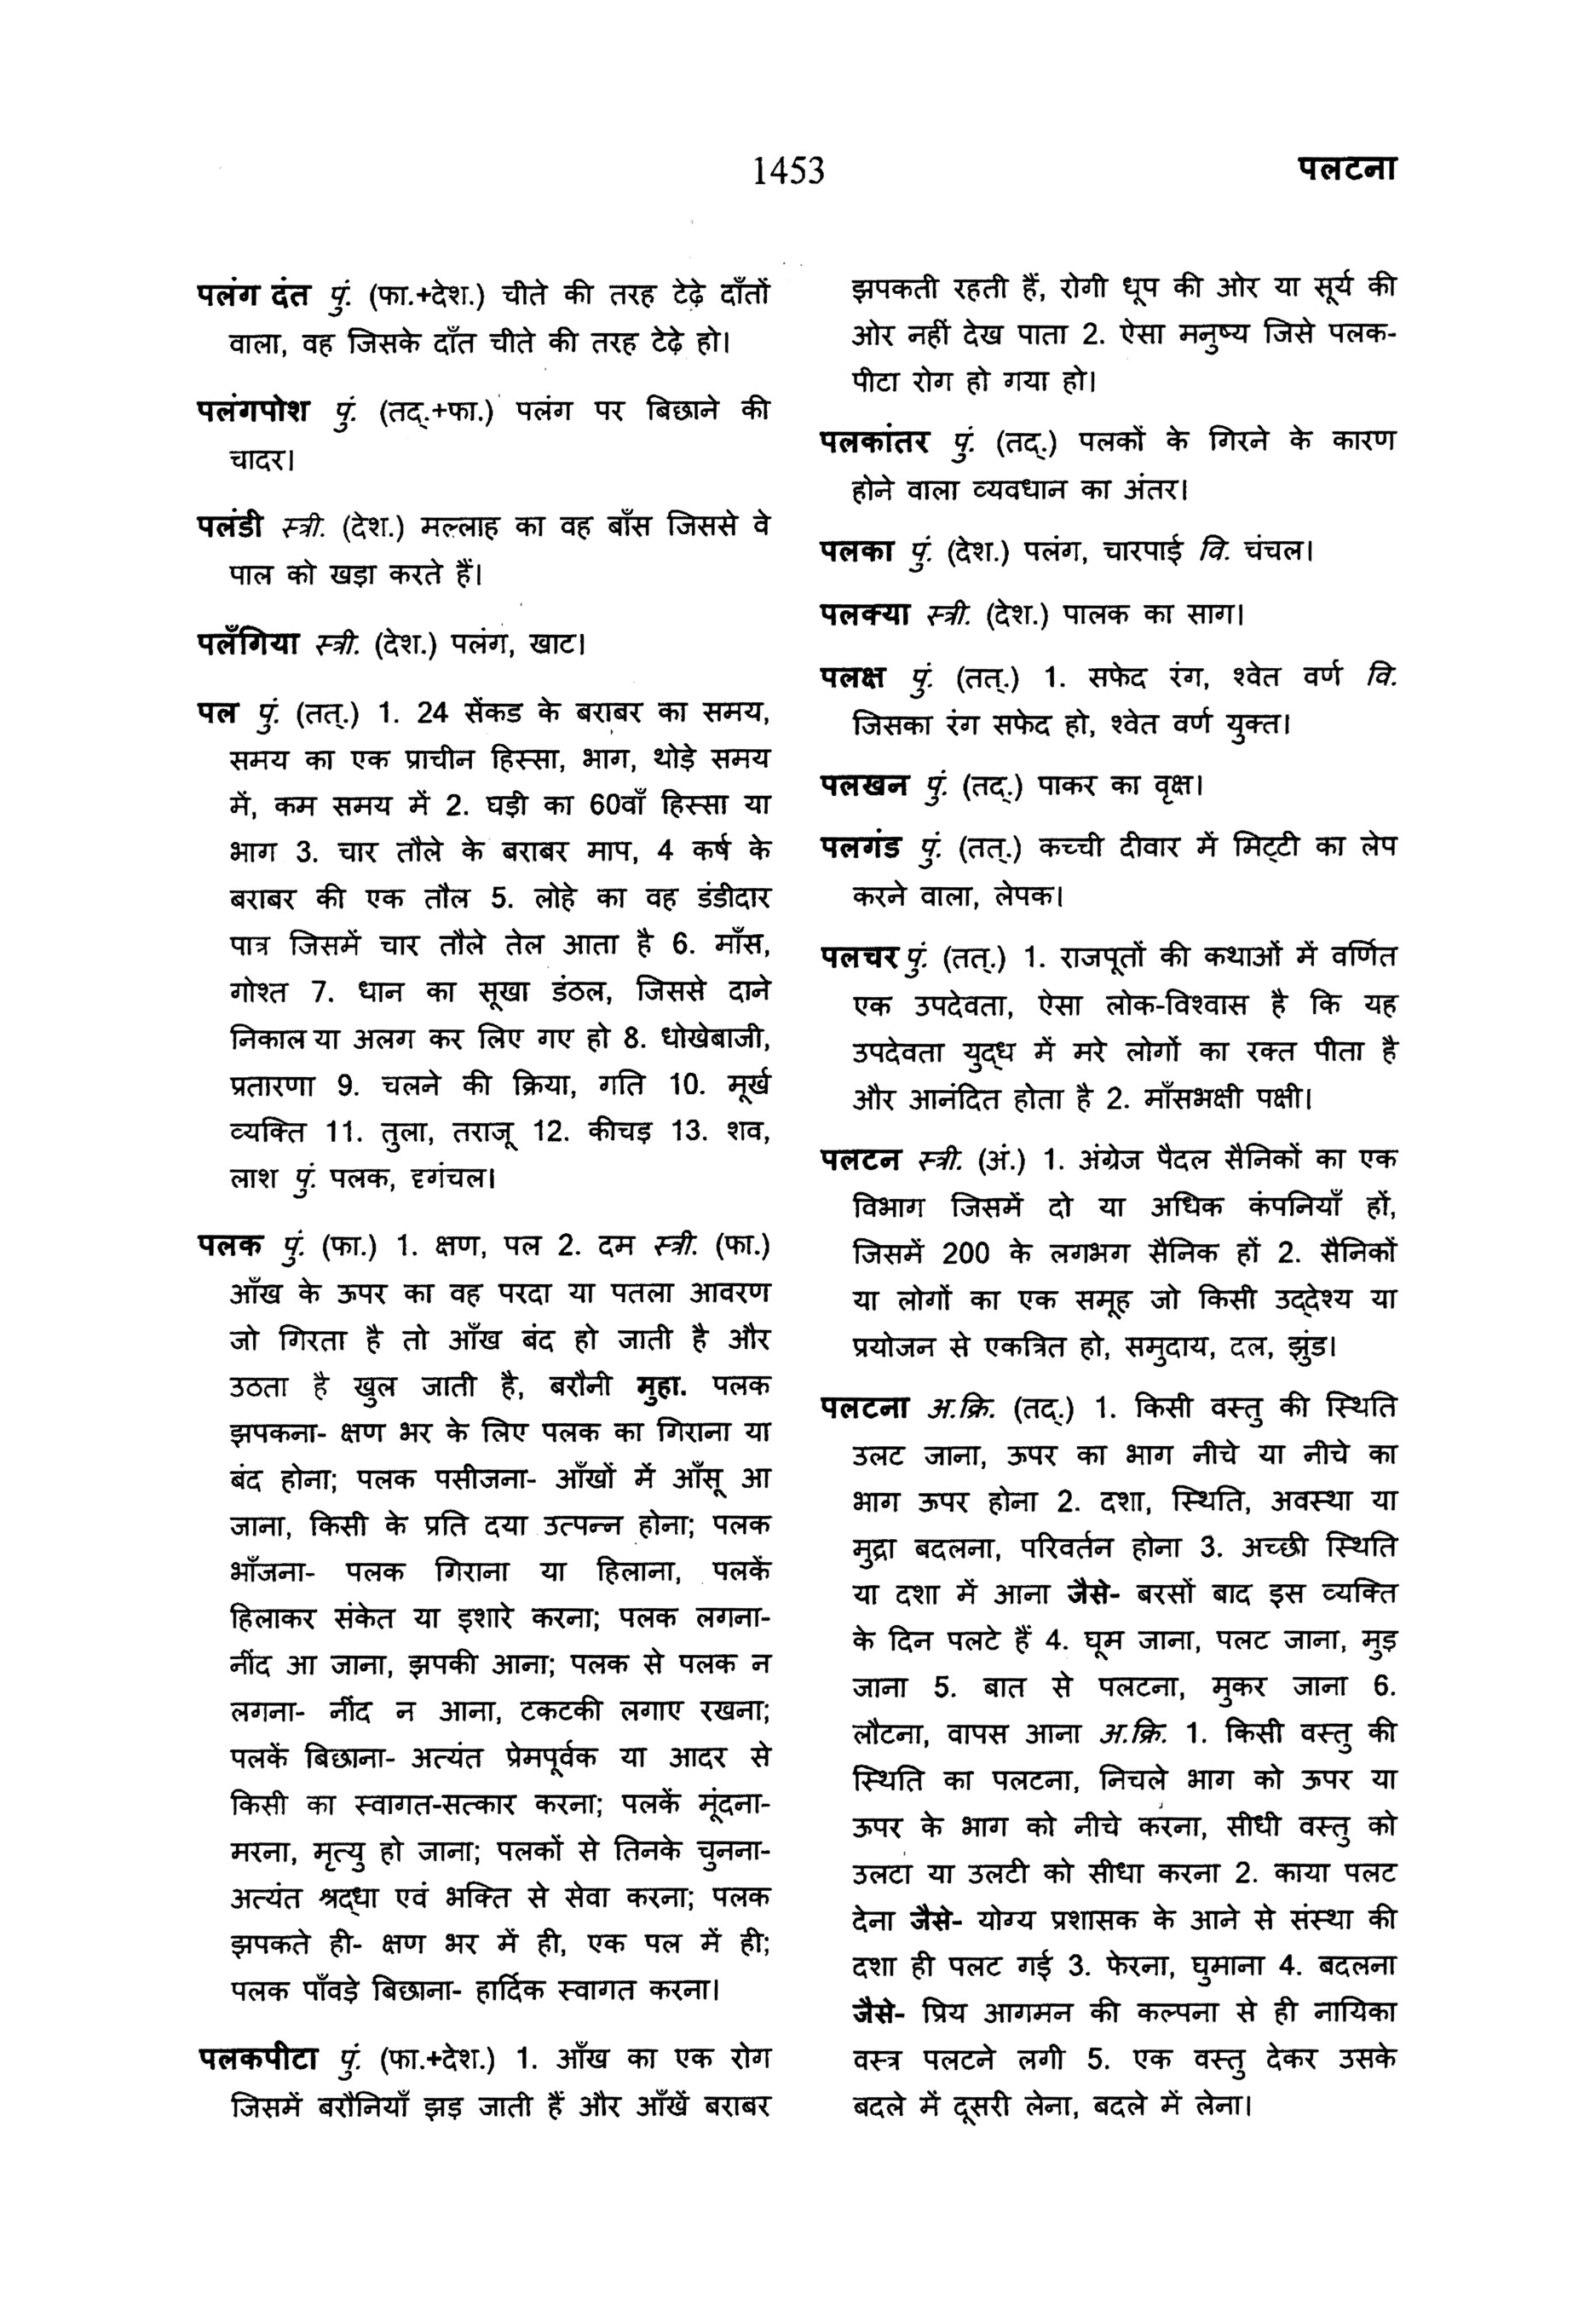 1453
पलटना
पलंग दंत पुं. (फा.+देश.) चीते की तरह टेढ़े दाँतों
वाला, वह जिसके दाँत चीते की तरह टेढ़े हो।
पलंगपोश पुं. (तद्.+फा.) पलंग पर बिछाने की
चादर।
पलंडी स्त्री. (देश.) मल्लाह का वह बाँस जिससे वे
पाल को खड़ा करते हैं।
पलँगिया स्त्री. (देश.) पलंग, खाट।
पल पुं. (तत्.) 1. 24 सेंकड के बराबर का समय,
समय का एक प्राचीन हिस्सा, भाग, थोड़े समय
में, कम समय में 2. घड़ी का 60वाँ हिस्सा या
भाग 3. चार तौले के बराबर माप, 4 कर्ष के
बराबर की एक तौल 5. लोहे का वह डंडीदार
पात्र जिसमें चार तौले तेल आता है 6. माँस,
गोश्त 7. धान का सूखा डंठल, जिससे दाने
निकाल या अलग कर लिए गए हो 8. धोखेबाजी,
प्रतारणा 9. चलने की क्रिया, गति 10. मूर्ख
व्यक्ति 11. तुला, तराजू 12. कीचड़ 13. शव,
लाश पुं. पलक, दृगंचल।
पलक पुं. (फा.) 1. क्षण, पल 2. दम स्त्री. (फा.)
आँख के ऊपर का वह परदा या पतला आवरण
जो गिरता है तो आँख बंद हो जाती है और
उठता है खुल जाती है, बरौनी मुहा. पलक
झपकना- क्षण भर के लिए पलक का गिराना या
बंद होना; पलक पसीजना- आँखों में आँसू आ
जाना, किसी के प्रति दया उत्पन्न होना; पलक
भाँजना- पलक गिराना या हिलाना, पलकें
हिलाकर संकेत या इशारे करना; पलक लगना-
नींद आ जाना, झपकी आना; पलक से पलक न
लगना- नींद न आना, टकटकी लगाए रखना;
पलकें बिछाना- अत्यंत प्रेमपूर्वक या आदर से
किसी का स्वागत-सत्कार करना; पलकें मूंदना-
मरना, मृत्यु हो जाना; पलकों से तिनके चुनना-
अत्यंत श्रद्धा एवं भक्ति से सेवा करना; पलक
झपकते ही- क्षण भर में ही, एक पल में ही;
पलक पाँवड़े बिछाना- हार्दिक स्वागत करना।
पलकपीटा पुं. (फा.+देश.) 1. आँख का एक रोग
जिसमें बरौनियाँ झड़ जाती हैं और आँखें बराबर
झपकती रहती हैं, रोगी धूप की ओर या सूर्य की
ओर नहीं देख पाता 2. ऐसा मनुष्य जिसे पलक-
पीटा रोग हो गया हो।
पलकांतर पुं. (तद्.) पलकों के गिरने के कारण
होने वाला व्यवधान का अंतर।
पलका पुं. (देश.) पलंग, चारपाई वि. चंचल।
पलक्या स्त्री. (देश.) पालक का साग।
पलक्ष पुं. (तत्.) 1. सफेद रंग, श्वेत वर्ण वि.
जिसका रंग सफेद हो, श्वेत वर्ण युक्त।
पलखन पुं. (तद्.) पाकर का वृक्ष।
पलगंड पुं. (तत्.) कच्ची दीवार में मिट्टी का लेप
करने वाला, लेपक।
पलचर पुं. (तत्.) 1. राजपूतों की कथाओं में वर्णित
एक उपदेवता, ऐसा लोक-विश्वास है कि यह
उपदेवता युद्ध में मरे लोगों का रक्त पीता है
और आनंदित होता है 2. माँसभक्षी पक्षी।
पलटन स्त्री. (अं.) 1. अंग्रेज पैदल सैनिकों का एक
विभाग जिसमें दो या अधिक कंपनियाँ हों,
जिसमें 200 के लगभग सैनिक हों 2. सैनिकों
या लोगों का एक समूह जो किसी उद्देश्य या
प्रयोजन से एकत्रित हो, समुदाय, दल, झुंड।
पलटना अ.क्रि. (तद्.) 1. किसी वस्तु की स्थिति
उलट जाना, ऊपर का भाग नीचे या नीचे का
भाग ऊपर होना 2. दशा, स्थिति, अवस्था या
मुद्रा बदलना, परिवर्तन होना 3. अच्छी स्थिति
या दशा में आना जैसे- बरसों बाद इस व्यक्ति
के दिन पलटे हैं 4. घूम जाना, पलट जाना, मुड़
जाना 5. बात से पलटना, मुकर जाना 6.
लौटना, वापस आना अ.क्रि. 1. किसी वस्तु की
स्थिति का पलटना, निचले भाग को ऊपर या
ऊपर के भाग को नीचे करना, सीधी वस्तु को
उलटा या उलटी को सीधा करना 2. काया पलट
देना जैसे- योग्य प्रशासक के आने से संस्था की
दशा ही पलट गई 3. फेरना, घुमाना 4. बदलना
जैसे- प्रिय आगमन की कल्पना से ही नायिका
वस्त्र पलटने लगी 5. एक वस्तु देकर उसके
बदले में दूसरी लेना, बदले में लेना।